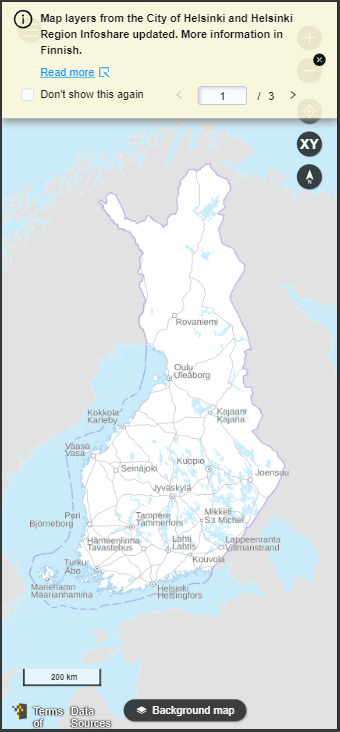 Map layers from the City of Helsinki and Helsinki
Region Infoshare updated. More information in
Finnish.
Read more
Don't show this again
1 / 3
XY
N
Rovaniemi
Oulu
Uleåborg
Kajaani
Kajana
Kokkola
Karleby
Vaasa
Vasa
Seinäjoki
Kuopio
Joensuu
Jyväskylä
Pori
Björneborg
Tampere
Tammerfors
Mikkeli
S:t Michel
Hämeenlinna
Tavastehus
Lahti
Lahtis
Lappeenranta
Villmanstrand
Kouvola
Turku
Åbo
Mariehamn
Maarianhamina
Helsinki
Helsingfors
200 km
Terms
of
Data
Sources
Background map